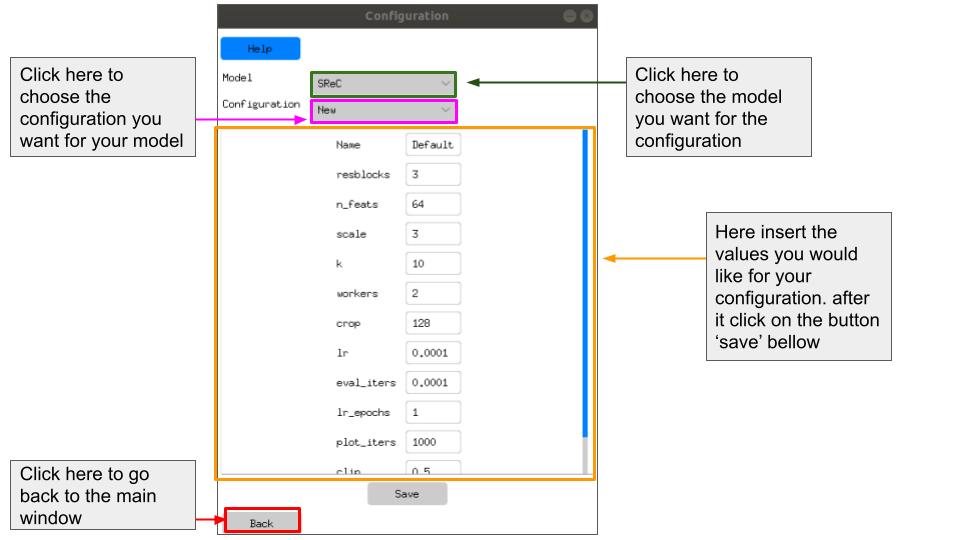 Configuration
Help
Model
SReC
Configuration
New
Name
Default
resblocks
3
n_feats
64
scale
3
k
10
workers
2
crop
128
lr
0.0001
eval_iters
0.0001
lr_epochs
1
plot_iters
1000
clip
0.5
Save
Back
Click here to
choose the
configuration you
want for your model
Click here to
choose the model
you want for the
configuration
Here insert the
values you would
like for your
configuration. after
it click on the button
‘save’ bellow
Click here to go
back to the main
window